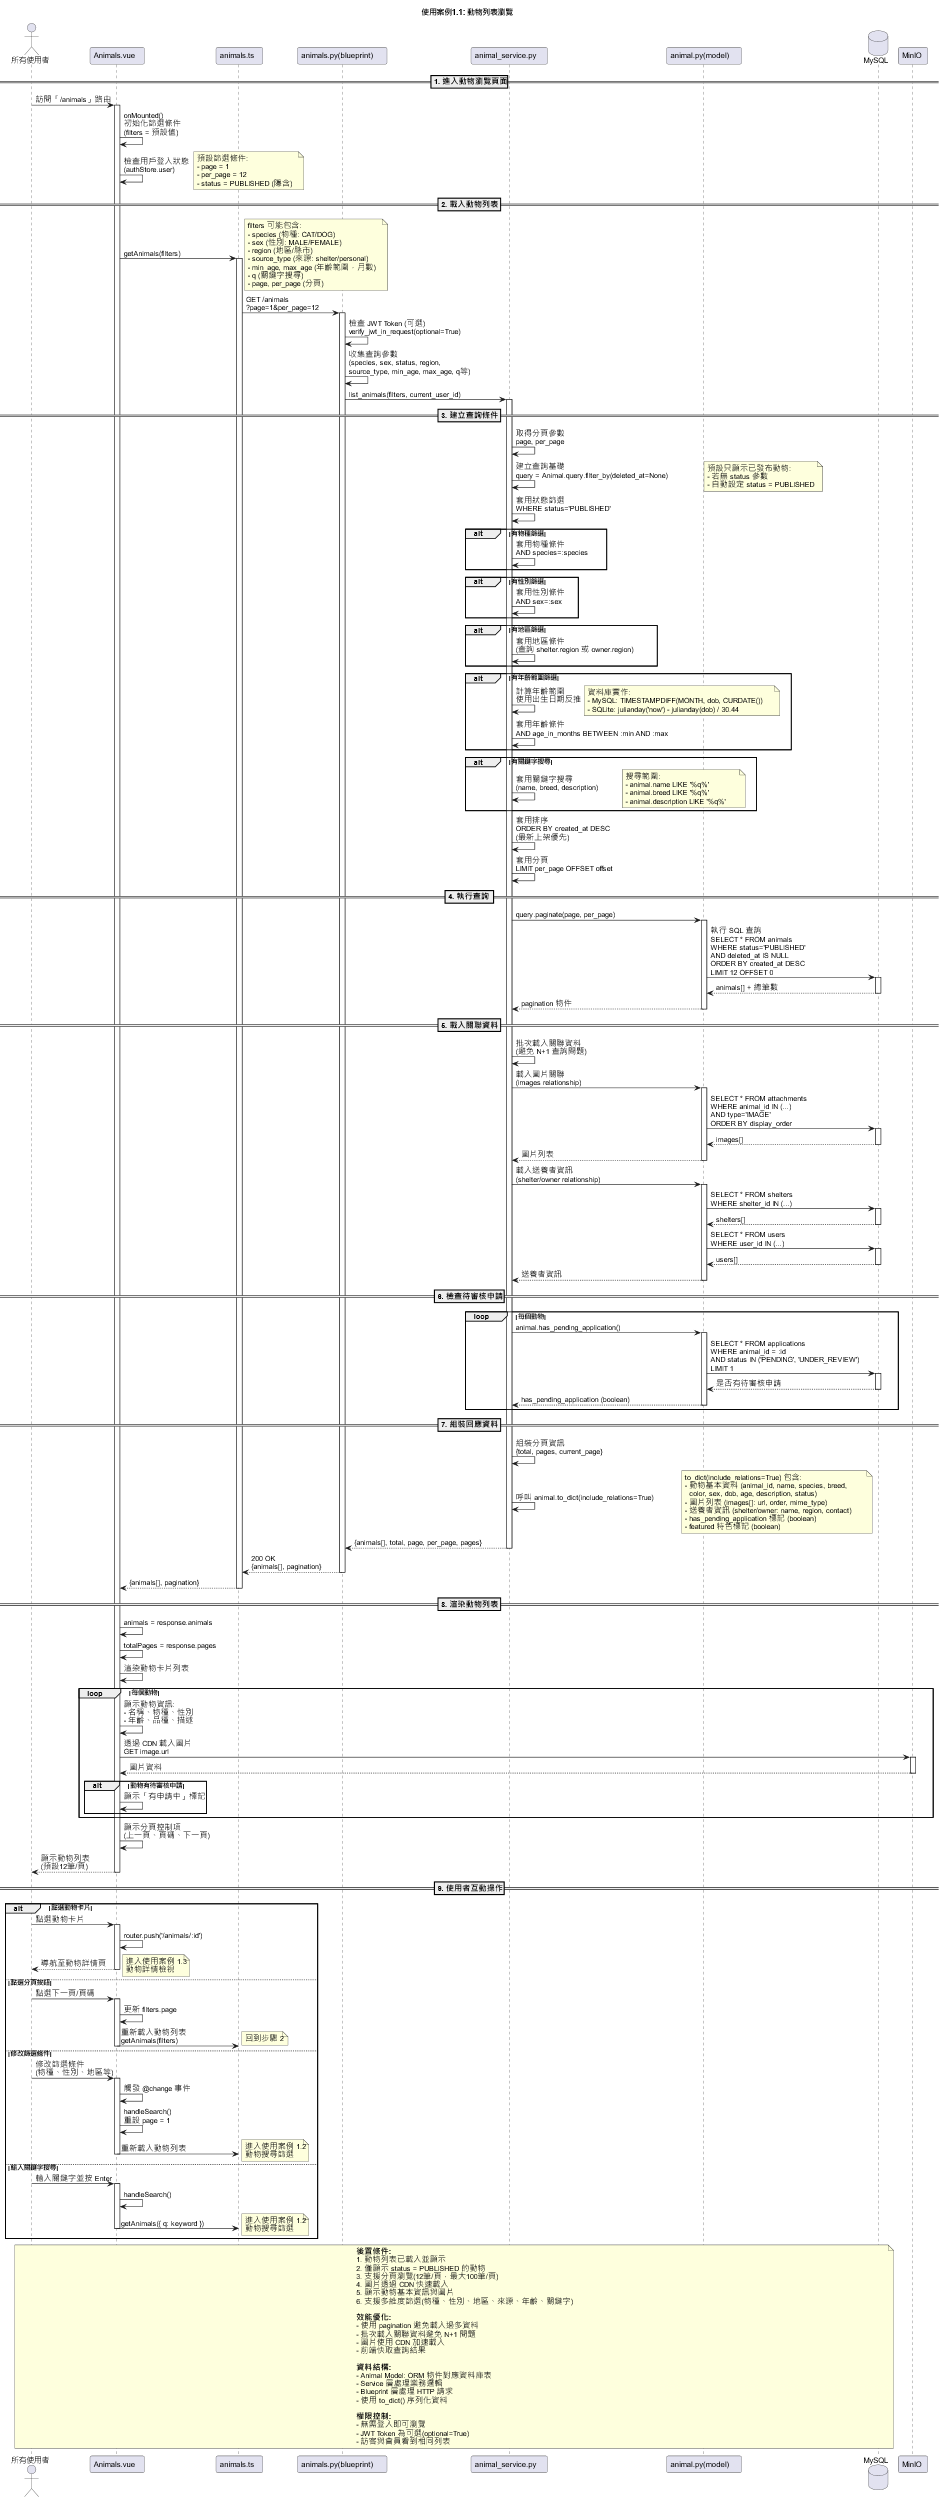 使用案例1.1: 動物列表瀏覽
所有使用者
Animals.vue
animals.ts
animals.py(blueprint)
animal_service.py
animal.py(model)
MySQL
MinIO
1. 進入動物瀏覽頁面
訪問「 /animals 」路由
onMounted()
初始化篩選條件
(filters = 預設值)
檢查用戶登入狀態
(authStore.user)
預設篩選條件:
- page = 1
- per_page = 12
- status = PUBLISHED (隱含)
2. 載入動物列表
filters 可能包含:
- species (物種: CAT/DOG)
- sex (性別: MALE/FEMALE)
- region (地區/縣市)
- source_type (來源: shelter/personal)
- min_age, max_age (年齡範圍，月數)
- q (關鍵字搜尋)
- page, per_page (分頁)
getAnimals(filters)
GET /animals
?page=1&per_page=12
檢查 JWT Token (可選)
verify_jwt_in_request(optional=True)
收集查詢參數
(species, sex, status, region,
source_type, min_age, max_age, q等)
list_animals(filters, current_user_id)
3. 建立查詢條件
取得分頁參數
page, per_page
建立查詢基礎
query = Animal.query.filter_by(deleted_at=None)
預設只顯示已發布動物:
- 若無 status 參數
- 自動設定 status = PUBLISHED
套用狀態篩選
WHERE status='PUBLISHED'
alt [有物種篩選]
套用物種條件
AND species=:species
alt [有性別篩選]
套用性別條件
AND sex=:sex
alt [有地區篩選]
套用地區條件
(查詢 shelter.region 或 owner.region)
alt [有年齡範圍篩選]
計算年齡範圍
使用出生日期反推
資料庫實作:
- MySQL: TIMESTAMPDIFF(MONTH, dob, CURDATE())
- SQLite: julianday('now') - julianday(dob) / 30.44
套用年齡條件
AND age_in_months BETWEEN :min AND :max
alt [有關鍵字搜尋]
套用關鍵字搜尋
(name, breed, description)
搜尋範圍:
- animal.name LIKE '%q%'
- animal.breed LIKE '%q%'
- animal.description LIKE '%q%'
套用排序
ORDER BY created_at DESC
(最新上架優先)
套用分頁
LIMIT per_page OFFSET offset
4. 執行查詢
query.paginate(page, per_page)
執行 SQL 查詢
SELECT * FROM animals
WHERE status='PUBLISHED'
AND deleted_at IS NULL
ORDER BY created_at DESC
LIMIT 12 OFFSET 0
animals[] + 總筆數
pagination 物件
5. 載入關聯資料
批次載入關聯資料
(避免 N+1 查詢問題)
載入圖片關聯
(images relationship)
SELECT * FROM attachments
WHERE animal_id IN (...)
AND type='IMAGE'
ORDER BY display_order
images[]
圖片列表
載入送養者資訊
(shelter/owner relationship)
SELECT * FROM shelters
WHERE shelter_id IN (...)
shelters[]
SELECT * FROM users
WHERE user_id IN (...)
users[]
送養者資訊
6. 檢查待審核申請
loop [每個動物]
animal.has_pending_application()
SELECT * FROM applications
WHERE animal_id = :id
AND status IN ('PENDING', 'UNDER_REVIEW')
LIMIT 1
是否有待審核申請
has_pending_application (boolean)
7. 組裝回應資料
組裝分頁資訊
{total, pages, current_page}
呼叫 animal.to_dict(include_relations=True)
to_dict(include_relations=True) 包含:
- 動物基本資料 (animal_id, name, species, breed,
color, sex, dob, age, description, status)
- 圖片列表 (images[]: url, order, mime_type)
- 送養者資訊 (shelter/owner: name, region, contact)
- has_pending_application 標記 (boolean)
- featured 特色標記 (boolean)
{animals[], total, page, per_page, pages}
200 OK
{animals[], pagination}
{animals[], pagination}
8. 渲染動物列表
animals = response.animals
totalPages = response.pages
渲染動物卡片列表
loop [每個動物]
顯示動物資訊:
- 名稱、物種、性別
- 年齡、品種、描述
透過 CDN 載入圖片
GET image.url
圖片資料
alt [動物有待審核申請]
顯示「有申請中」標記
顯示分頁控制項
(上一頁、頁碼、下一頁)
顯示動物列表
(預設12筆/頁)
9. 使用者互動操作
alt [點選動物卡片]
點選動物卡片
router.push('/animals/:id')
導航至動物詳情頁
進入使用案例 1.3
動物詳情檢視
[點選分頁按鈕]
點選下一頁/頁碼
更新 filters.page
重新載入動物列表
getAnimals(filters)
回到步驟 2
[修改篩選條件]
修改篩選條件
(物種、性別、地區等)
觸發 @change 事件
handleSearch()
重設 page = 1
重新載入動物列表
進入使用案例 1.2
動物搜尋篩選
[輸入關鍵字搜尋]
輸入關鍵字並按 Enter
handleSearch()
getAnimals({ q: keyword })
進入使用案例 1.2
動物搜尋篩選
後置條件:
1. 動物列表已載入並顯示
2. 僅顯示 status = PUBLISHED 的動物
3. 支援分頁瀏覽(12筆/頁，最大100筆/頁)
4. 圖片透過 CDN 快速載入
5. 顯示動物基本資訊與圖片
6. 支援多維度篩選(物種、性別、地區、來源、年齡、關鍵字)
效能優化:
- 使用 pagination 避免載入過多資料
- 批次載入關聯資料避免 N+1 問題
- 圖片使用 CDN 加速載入
- 前端快取查詢結果
資料結構:
- Animal Model: ORM 物件對應資料庫表
- Service 層處理業務邏輯
- Blueprint 層處理 HTTP 請求
- 使用 to_dict() 序列化資料
權限控制:
- 無需登入即可瀏覽
- JWT Token 為可選(optional=True)
- 訪客與會員看到相同列表
所有使用者
Animals.vue
animals.ts
animals.py(blueprint)
animal_service.py
animal.py(model)
MySQL
MinIO